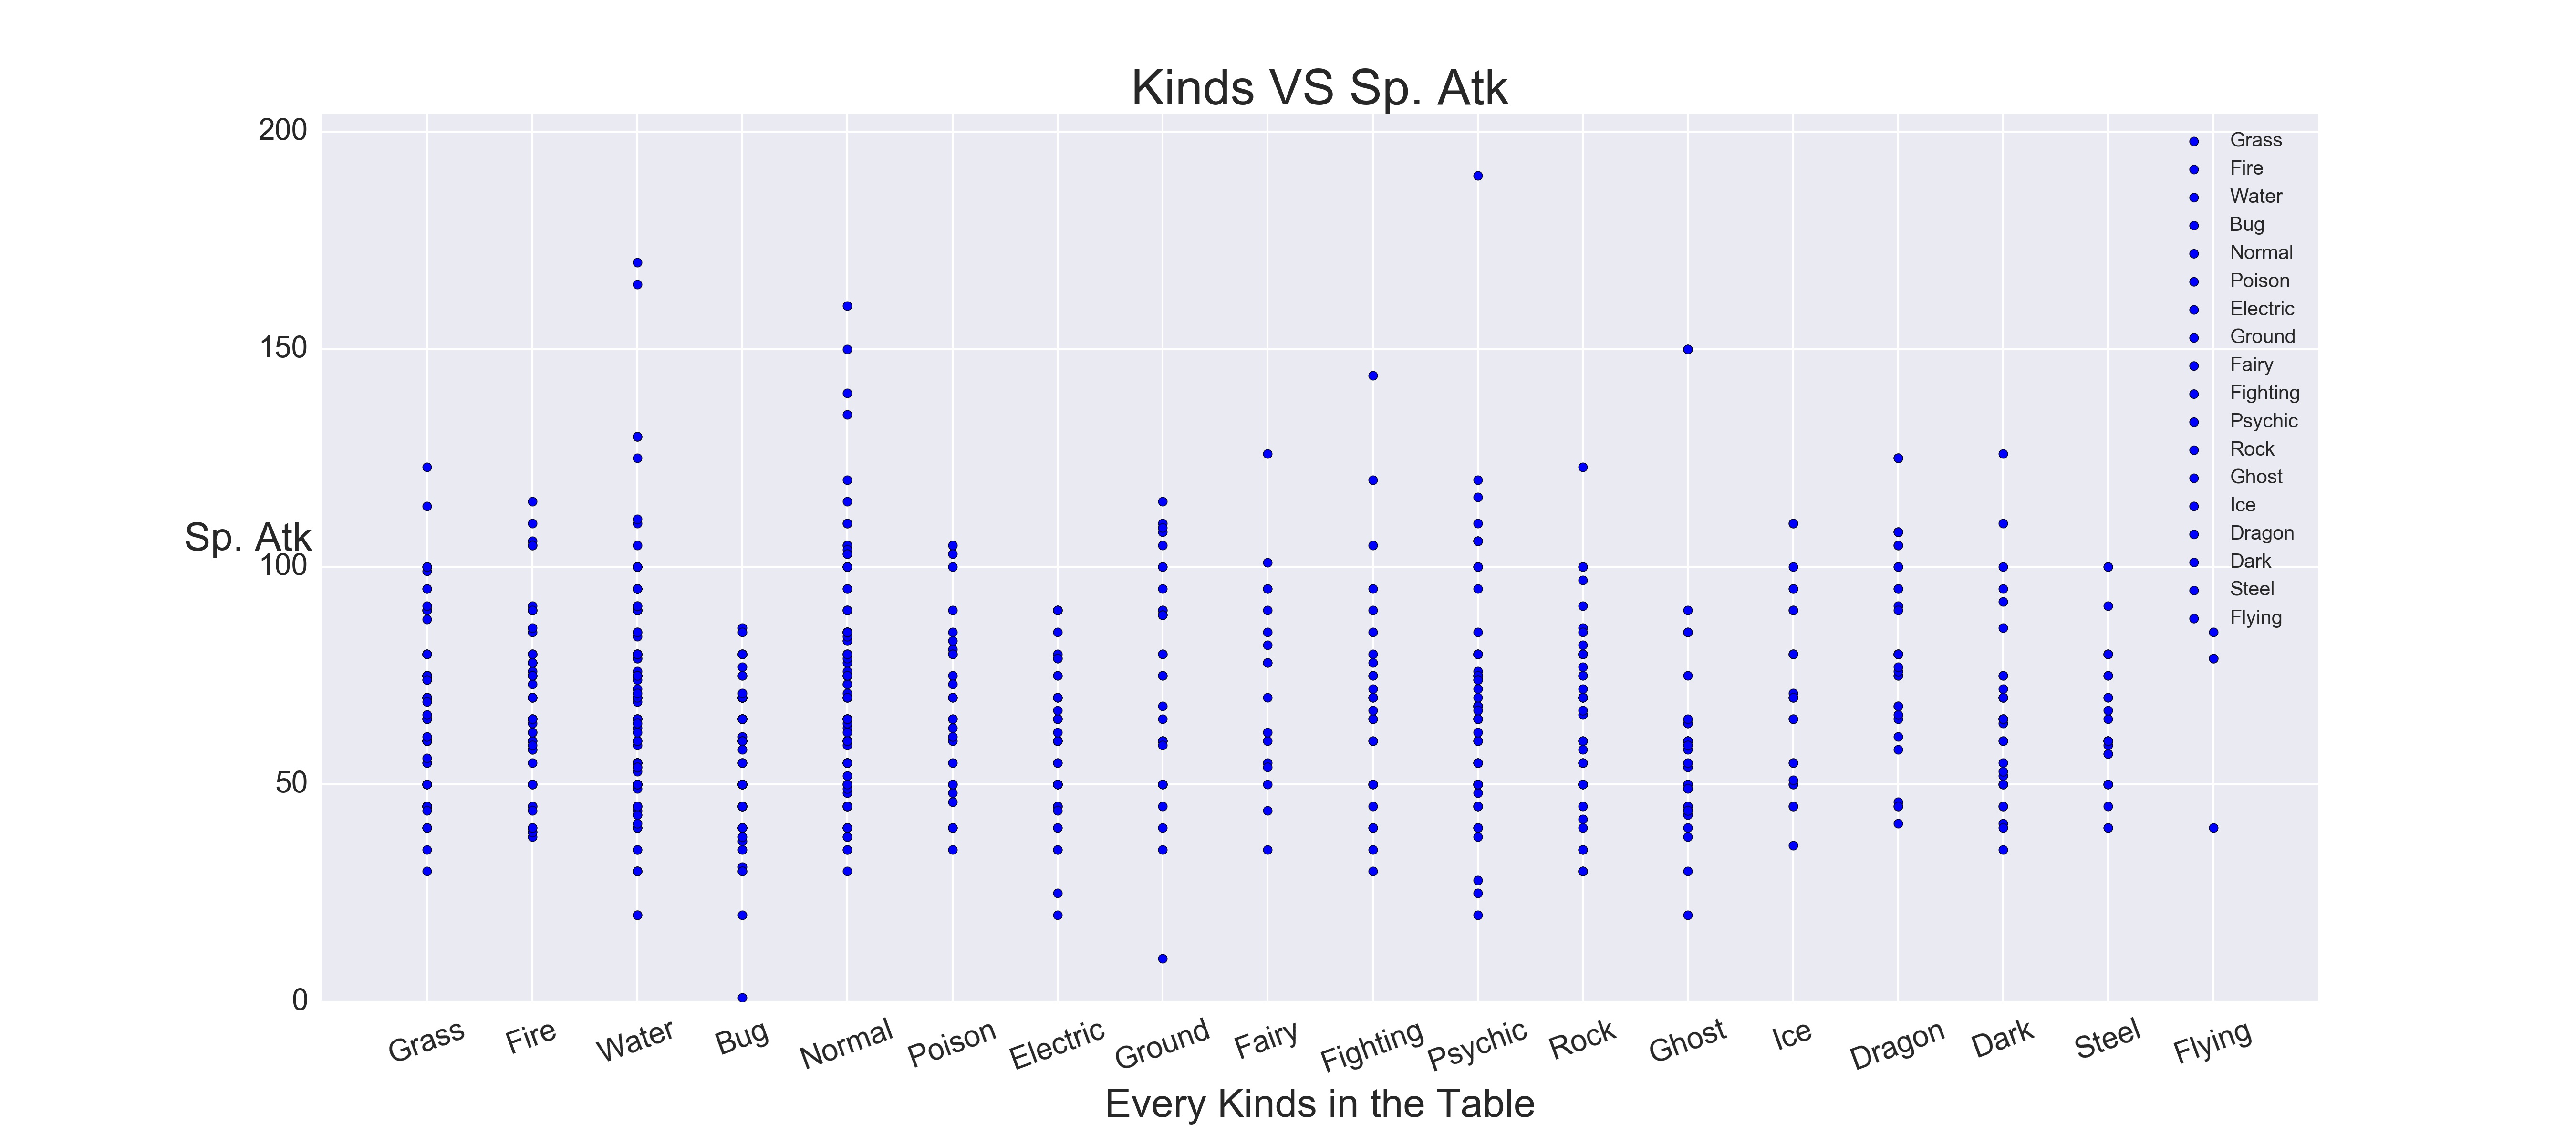 Kinds VS Sp. Atk
200
150
100
50
0
Sp. Atk
Grass
Fire
Water
Bug
Normal
Poison
Electric
Ground
Fairy
Fighting
Psychic
Rock
Ghost
Ice
Dragon
Dark
Steel
Flying
Grass Fire Water Bug Normal Poison Electric Ground Fairy Fighting Psychic Rock Ghost Ice Dragon Dark Steel Flying
Every Kinds in the Table